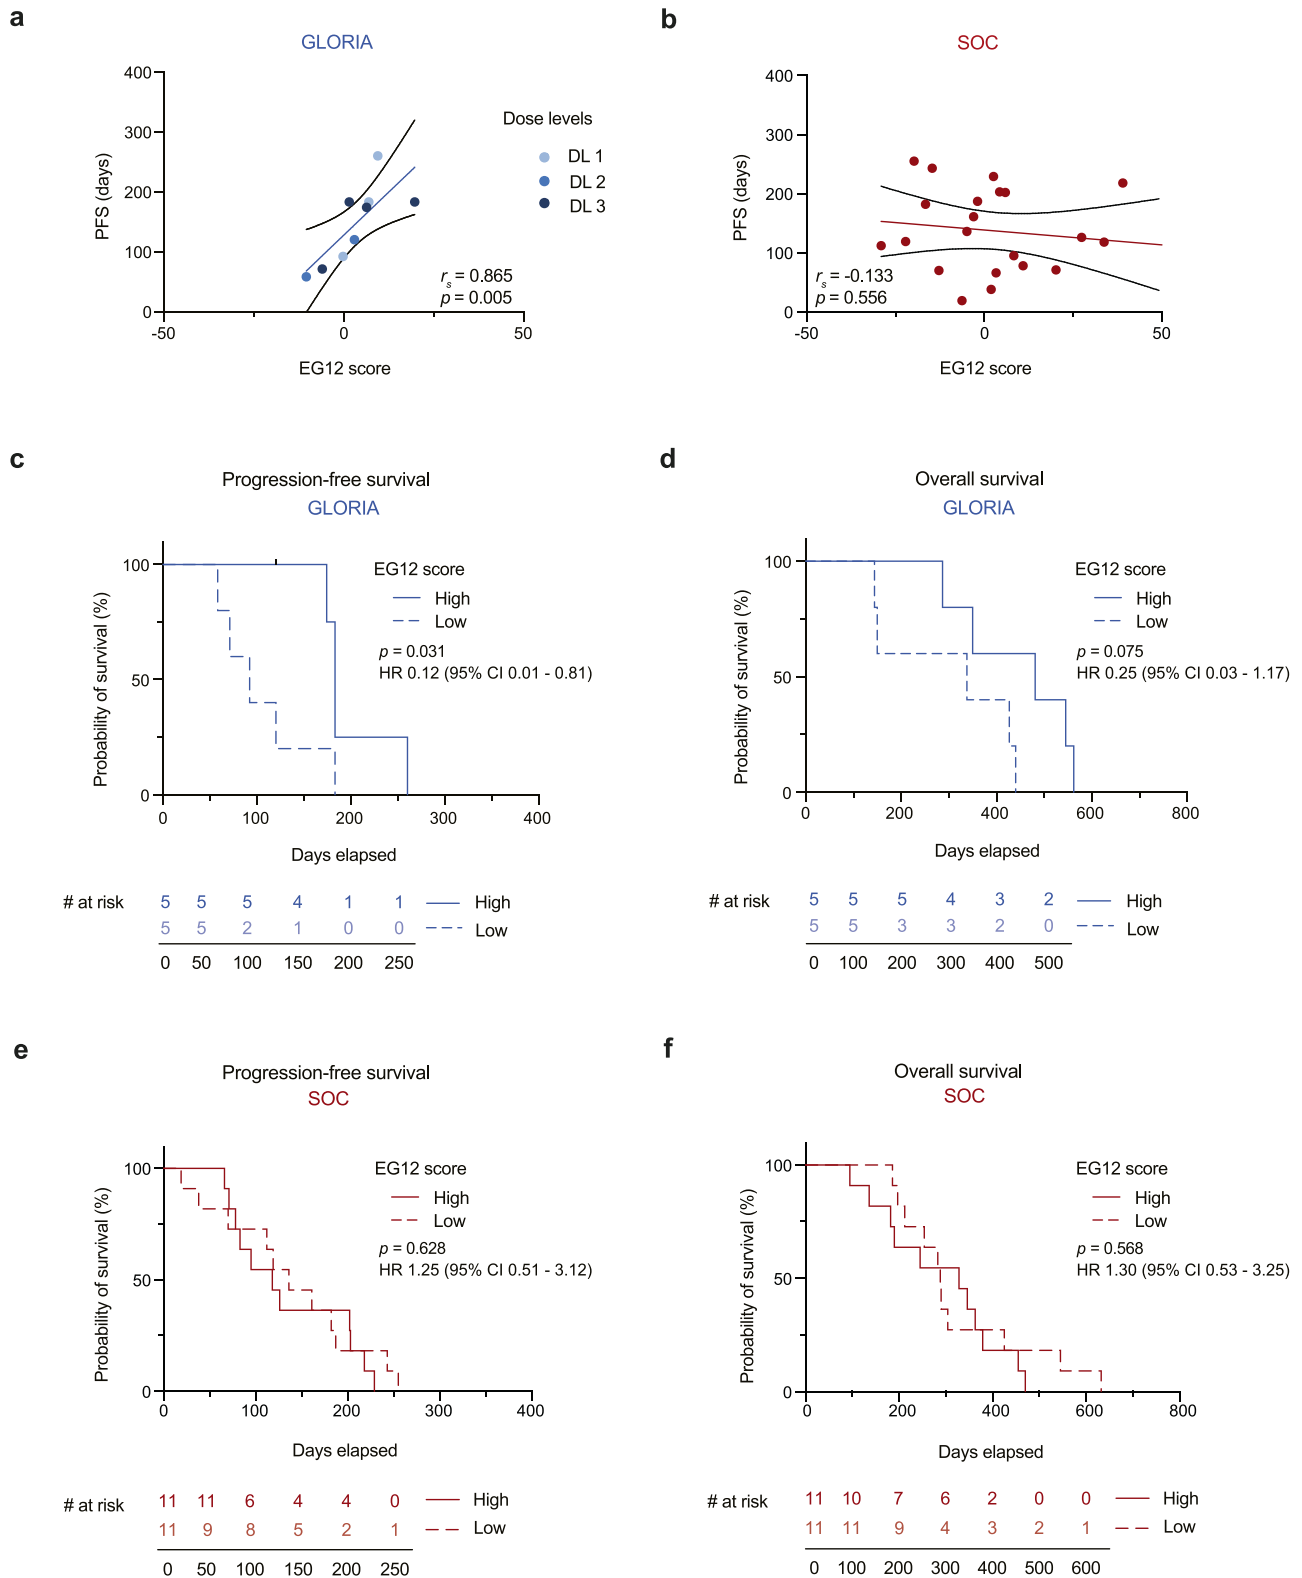 a
GLORIA
400
300
200
100
0
PFS (days)
-50
0
50
EG12 score
Dose levels
DL 1
DL 2
DL 3
rs = 0.865
p = 0.005
b
SOC
400
300
200
100
0
PFS (days)
rs = -0.133
p = 0.556
-50
0
50
EG12 score
c
Progression-free survival
GLORIA
100
50
0
Probability of survival (%)
EG12 score
High
Low
p = 0.031
HR 0.12 (95% CI 0.01 - 0.81)
0 100 200 300 400
Days elapsed
# at risk 5 5 5 4 1 1 High
5 5 2 1 0 0 Low
0 50 100 150 200 250
d
Overall survival
GLORIA
100
50
0
Probability of survival (%)
EG12 score
High
Low
p = 0.075
HR 0.25 (95% CI 0.03 - 1.17)
0 200 400 600 800
Days elapsed
# at risk 5 5 5 4 3 2 High
5 5 3 3 2 0 Low
0 100 200 300 400 500
e
Progression-free survival
SOC
100
50
0
Probability of survival (%)
EG12 score
High
Low
p = 0.628
HR 1.25 (95% CI 0.51 - 3.12)
0 100 200 300 400
Days elapsed
# at risk 11 11 6 4 4 0 High
11 9 8 5 2 1 Low
0 50 100 150 200 250
f
Overall survival
SOC
100
50
0
Probability of survival (%)
EG12 score
High
Low
p = 0.568
HR 1.30 (95% CI 0.53 - 3.25)
0 200 400 600 800
Days elapsed
# at risk 11 10 7 6 2 0 0 High
11 11 9 4 3 2 1 Low
0 100 200 300 400 500 600